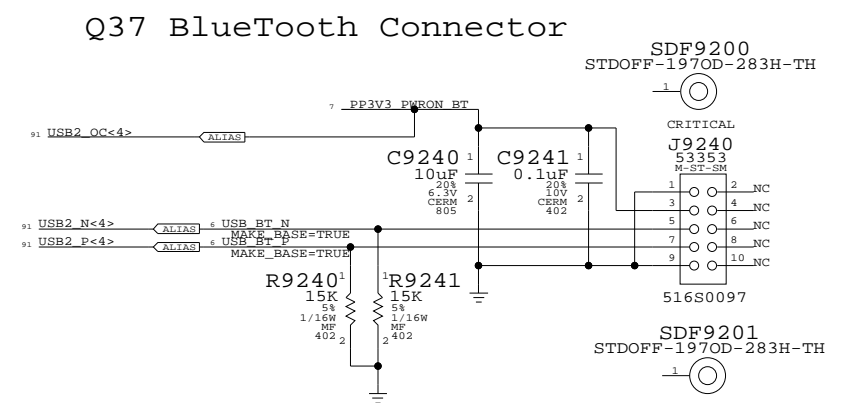 Q37 BlueTooth Connector
SDF9200
STDOFF-197OD-283H-TH
1
7 PP3V3_PWRON_BT
91 USB2_OC<4> ALIAS
CRITICAL
J9240
53353
M-ST-SM
C9240 1
10uF
20%
6.3V
CERM
805
2
C9241 1
0.1uF
20%
10V
CERM
402
2
1 2 NC
3 4 NC
5 6 NC
7 8 NC
9 10 NC
91 USB2_N<4> ALIAS 6 USB_BT_N
MAKE_BASE=TRUE
91 USB2_P<4> ALIAS 6 USB_BT_P
MAKE_BASE=TRUE
R9240 1
15K
5%
1/16W
MF
402 2
1 R9241
15K
5%
1/16W
MF
2 402
516S0097
SDF9201
STDOFF-197OD-283H-TH
1